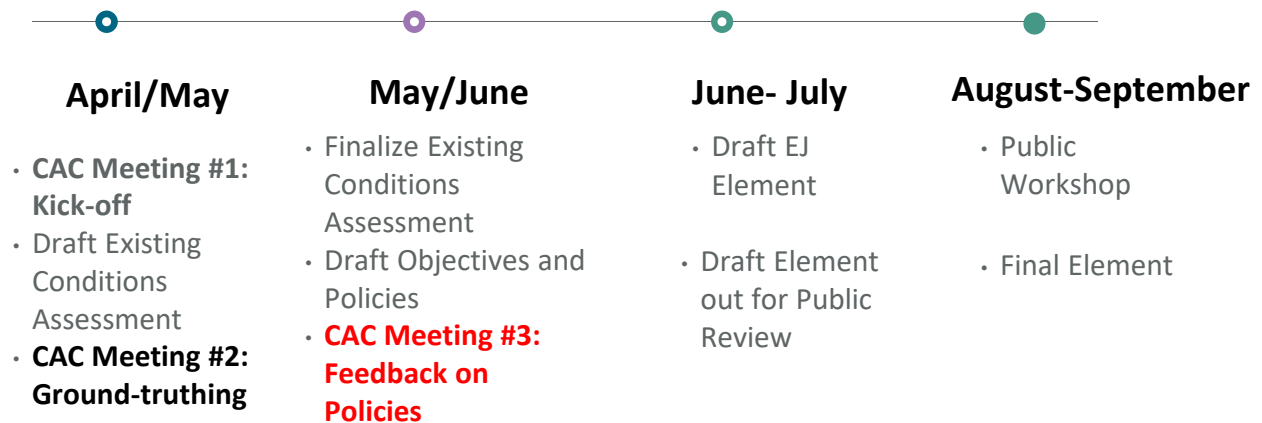 April/May
• CAC Meeting #1:
Kick-off
• Draft Existing
Conditions
Assessment
• CAC Meeting #2:
Ground-truthing
May/June
• Finalize Existing
Conditions
Assessment
• Draft Objectives and
Policies
• CAC Meeting #3:
Feedback on
Policies
June- July
• Draft EJ
Element
• Draft Element
out for Public
Review
August-September
• Public
Workshop
• Final Element